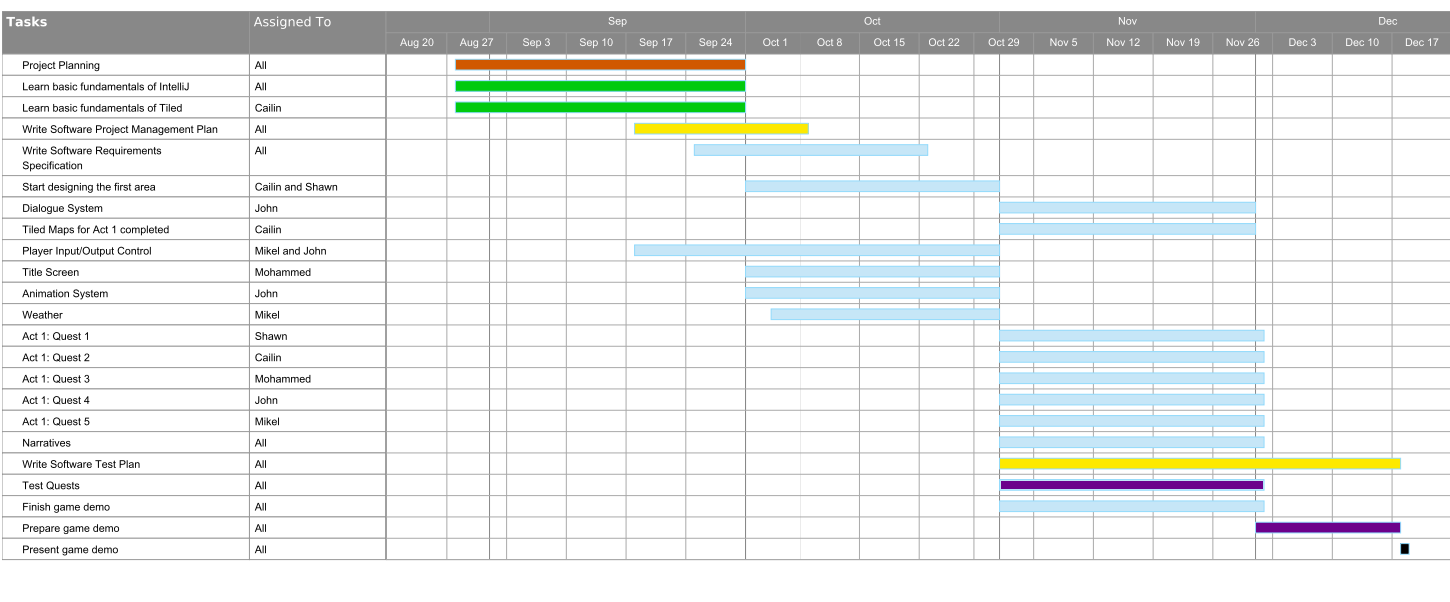 Tasks Assigned To Sep Oct Nov Dec
Aug 20 Aug 27 Sep 3 Sep 10 Sep 17 Sep 24 Oct 1 Oct 8 Oct 15 Oct 22 Oct 29 Nov 5 Nov 12 Nov 19 Nov 26 Dec 3 Dec 10 Dec 17
Project Planning All
Learn basic fundamentals of IntelliJ All
Learn basic fundamentals of Tiled Cailin
Write Software Project Management Plan All
Write Software Requirements All
Specification
Start designing the first area Cailin and Shawn
Dialogue System John
Tiled Maps for Act 1 completed Cailin
Player Input/Output Control Mikel and John
Title Screen Mohammed
Animation System John
Weather Mikel
Act 1: Quest 1 Shawn
Act 1: Quest 2 Cailin
Act 1: Quest 3 Mohammed
Act 1: Quest 4 John
Act 1: Quest 5 Mikel
Narratives All
Write Software Test Plan All
Test Quests All
Finish game demo All
Prepare game demo All
Present game demo All